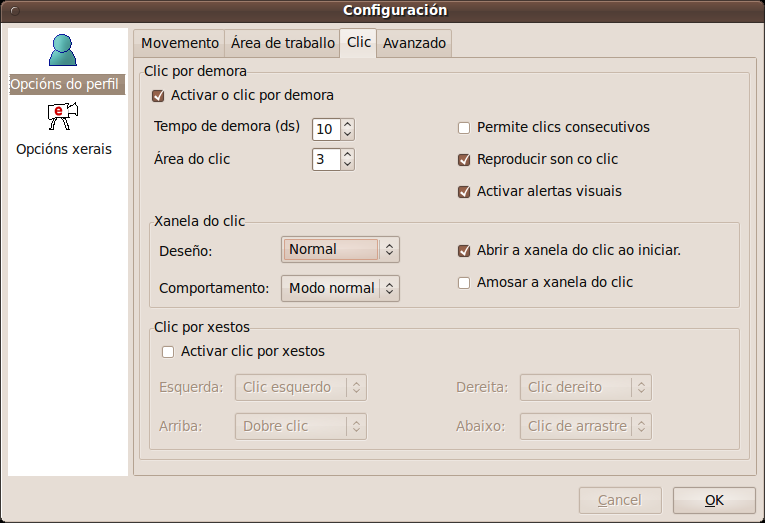 Configuración
Opcións do perfil
e
Opcións xerais
Movemento Área de traballo Clic Avanzado
Clic por demora
Activar o clic por demora
Tempo de demora (ds) 10 Permite clics consecutivos
Área do clic 3 Reproducir son co clic
Activar alertas visuais
Xanela do clic
Deseño: Normal Abrir a xanela do clic ao iniciar.
Comportamento: Modo normal Amosar a xanela do clic
Clic por xestos
Activar clic por xestos
Esquerda: Clic esquerdo Dereita: Clic dereito
Arriba: Dobre clic Abaixo: Clic de arrastre
Cancel OK